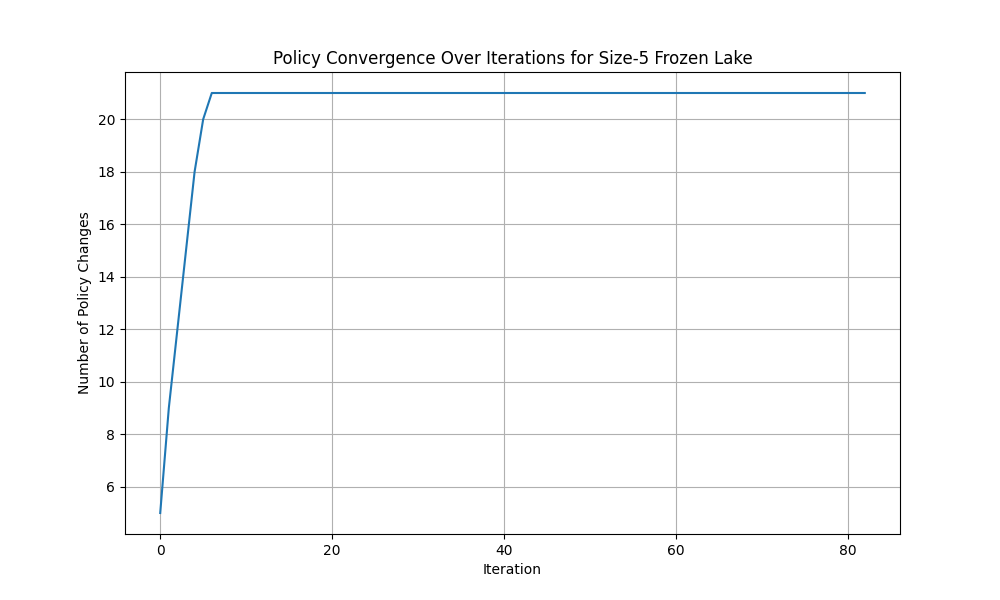 Policy Convergence Over Iterations for Size-5 Frozen Lake
Number of Policy Changes
20
18
16
14
12
10
8
6
0 20 40 60 80
Iteration